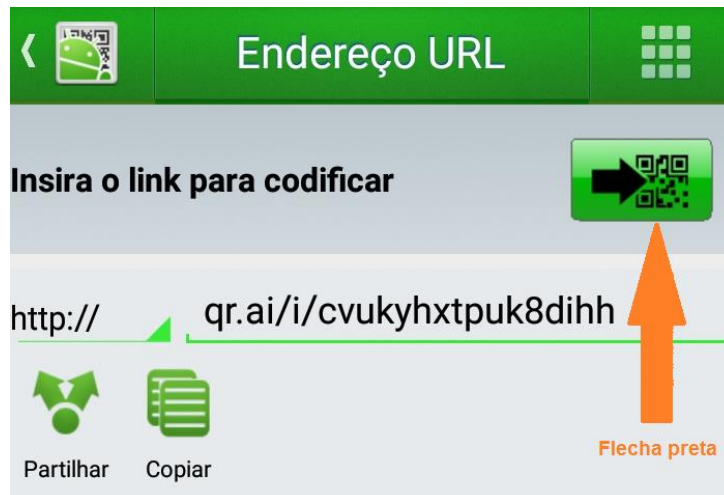 Endereço URL
Insira o link para codificar
http:// qr.ai/i/cvukyhxtpuk8dihh
Flecha preta
Partilhar Copiar